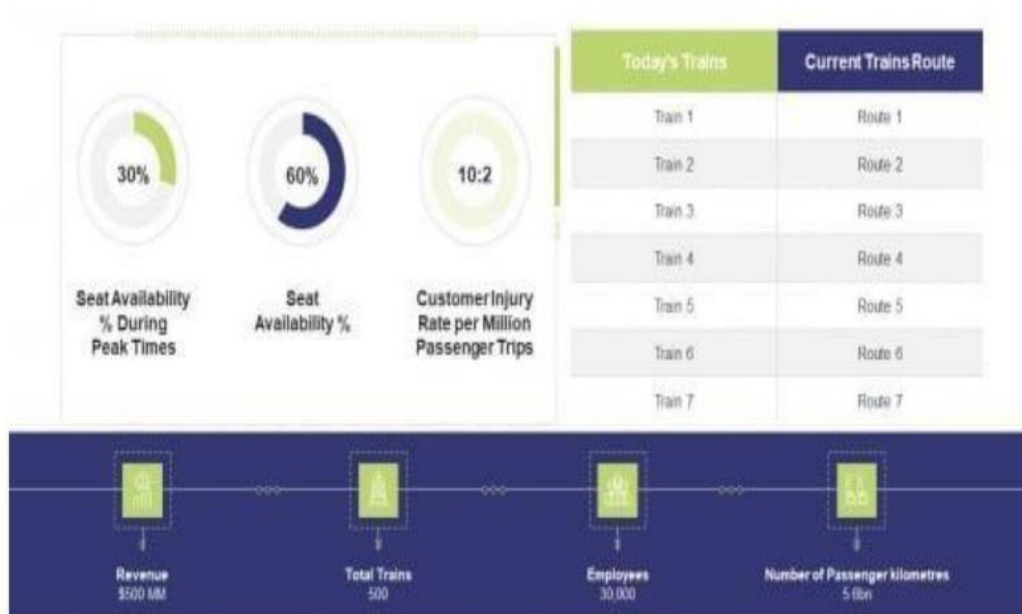 30%
60%
10:2
Seat Availability
% During
Peak Times
Seat
Availability %
Customer Injury
Rate per Million
Passenger Trips
Today's Trains Current Trains Route
Train 1 Route 1
Train 2 Route 2
Train 3 Route 3
Train 4 Route 4
Train 5 Route 5
Train 6 Route 6
Train 7 Route 7
Revenue
$500 MM
Total Trains
500
Employees
30,000
Number of Passenger kilometres